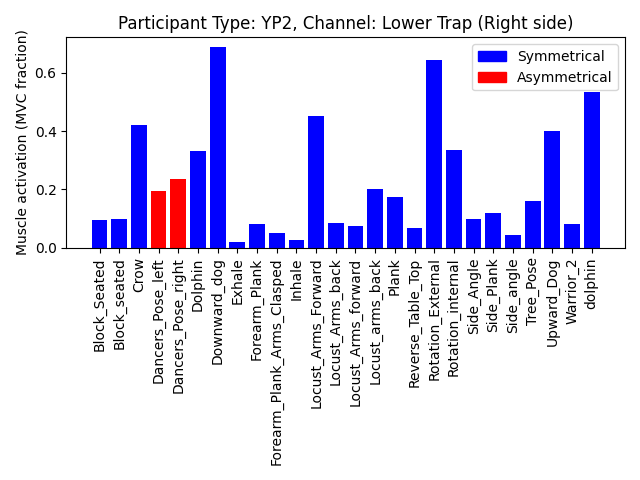 Participant Type: YP2, Channel: Lower Trap (Right side)
Muscle activation (MVC fraction)
0.6
0.4
0.2
0.0
Symmetrical
Asymmetrical
Block_Seated
Block_seated
Crow
Dancers_Pose_left
Dancers_Pose_right
Dolphin
Downward_dog
Exhale
Forearm_Plank
Forearm_Plank_Arms_Clasped
Inhale
Locust_Arms_Forward
Locust_Arms_back
Locust_Arms_forward
Locust_arms_back
Plank
Reverse_Table_Top
Rotation_External
Rotation_internal
Side_Angle
Side_Plank
Side_angle
Tree_Pose
Upward_Dog
Warrior_2
dolphin